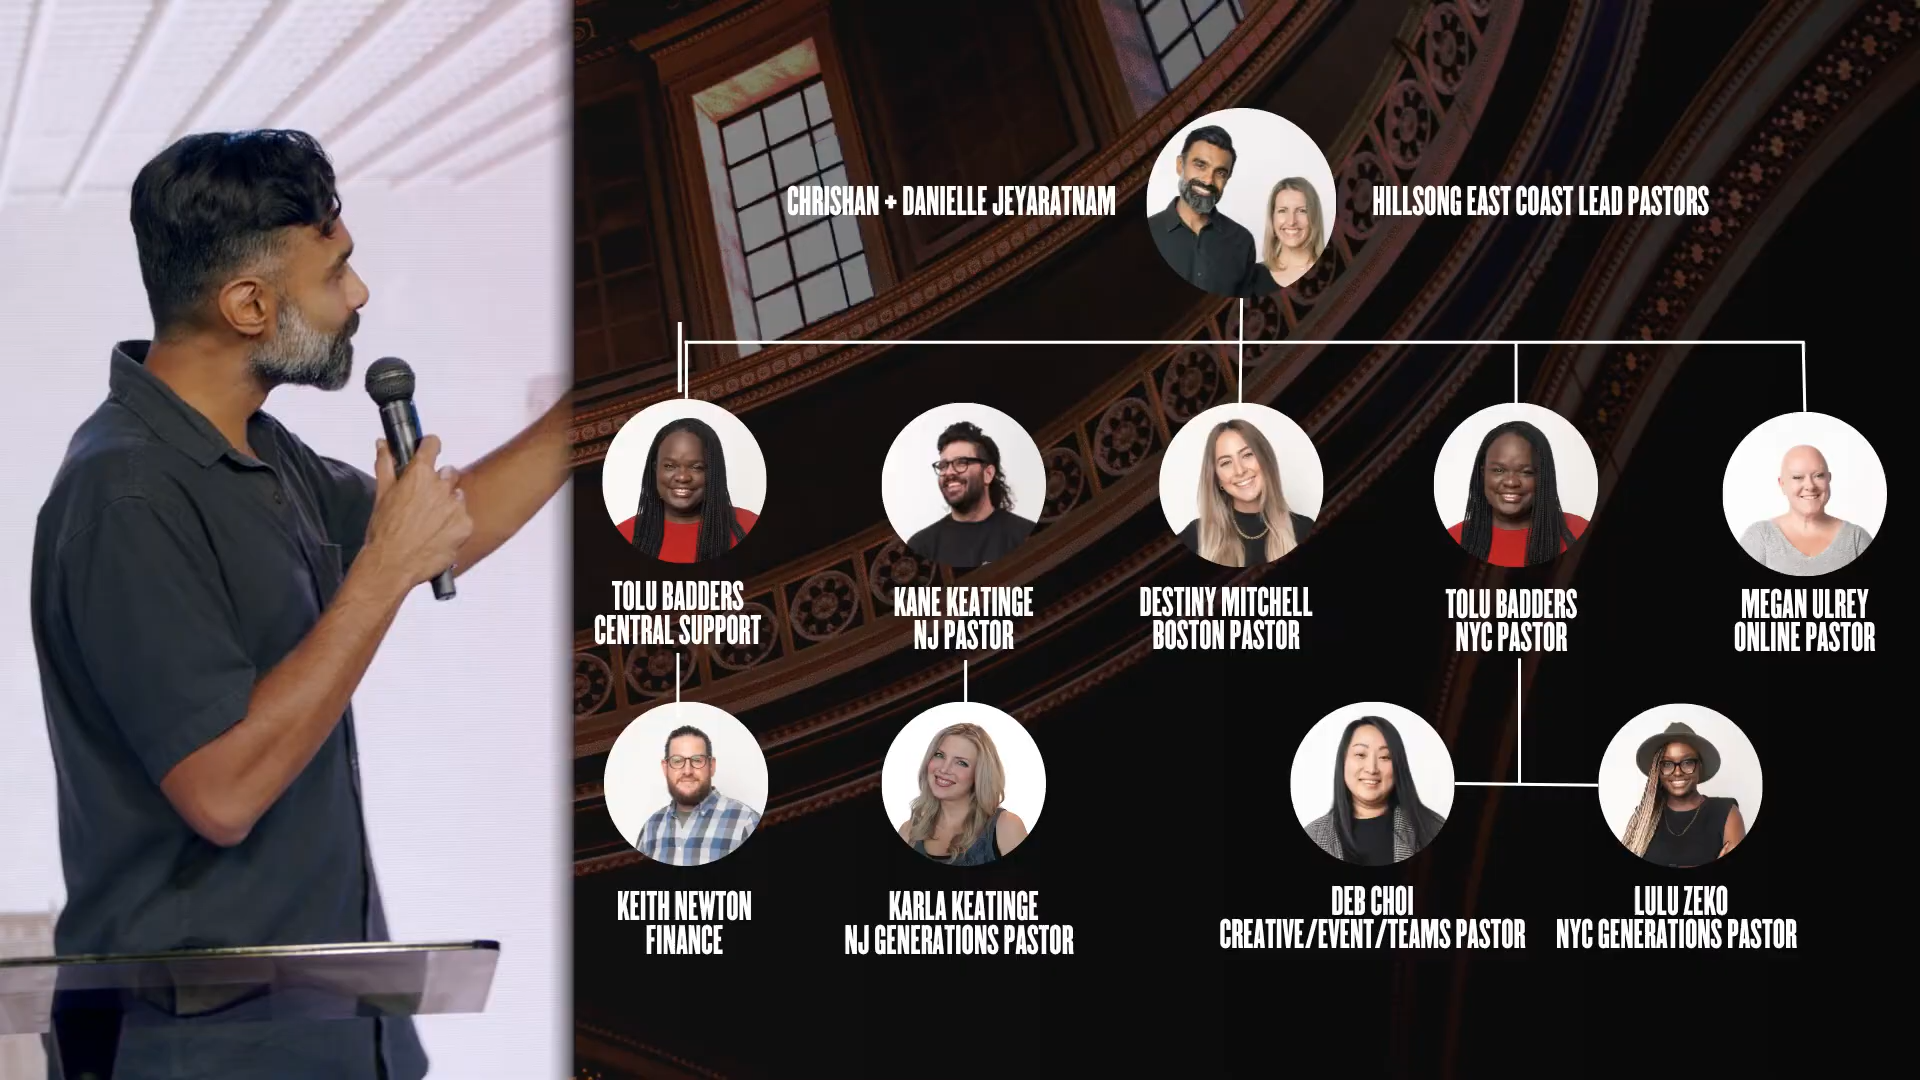 CHRISHAN + DANIELLE JEYARATNAM
HILLSONG EAST COAST LEAD PASTORS
TOLU BADDERS
CENTRAL SUPPORT
KANE KEATINGE
NJ PASTOR
DESTINY MITCHELL
BOSTON PASTOR
TOLU BADDERS
NYC PASTOR
MEGAN ULREY
ONLINE PASTOR
KEITH NEWTON
FINANCE
KARLA KEATINGE
NJ GENERATIONS PASTOR
DEB CHOI
CREATIVE/EVENT/TEAMS PASTOR
LULU ZEKO
NYC GENERATIONS PASTOR